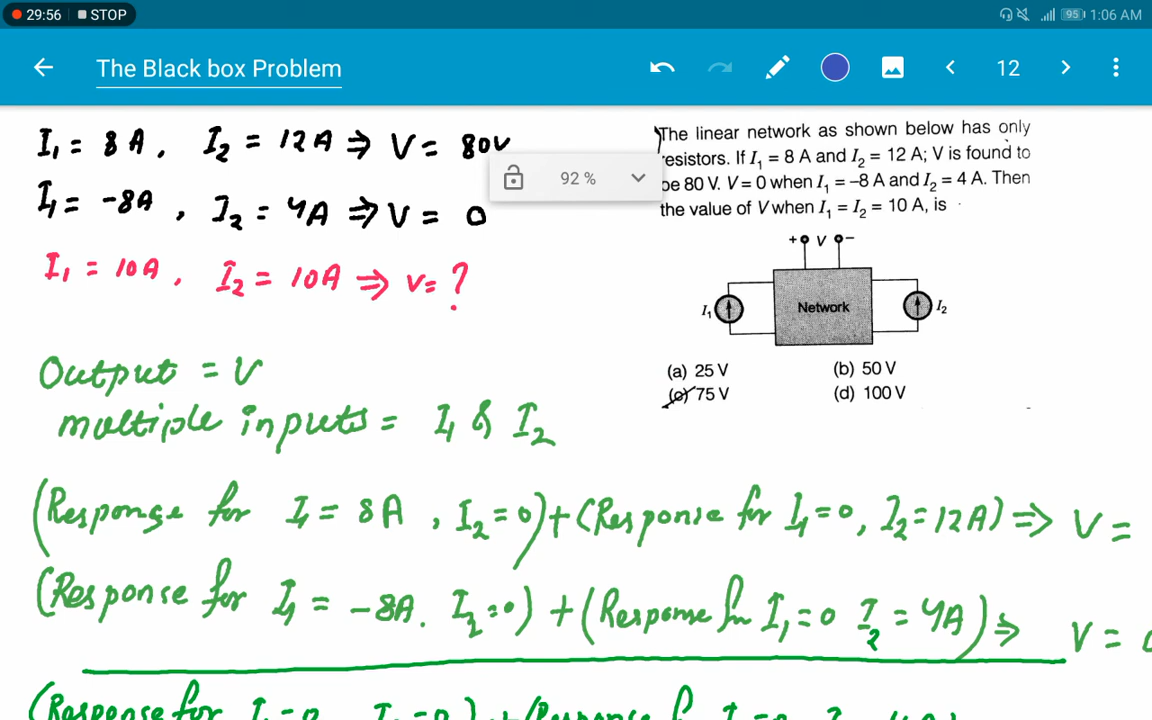 29:56 STOP 95 1:06 AM
The Black box Problem 12
I₁ = 8A, I₂ = 12A ⇒ V = 80V
I₁ = -8A, I₂ = 4A ⇒ V = 0
I₁ = 10A, I₂ = 10A ⇒ V = ?
92 %
The linear network as shown below has only
resistors. If I₁ = 8 A and I₂ = 12 A; V is found to
be 80 V. V = 0 when I₁ = –8 A and I₂ = 4 A. Then
the value of V when I₁ = I₂ = 10 A, is
+ V –
I₁ Network I₂
(a) 25 V (b) 50 V
(c) 75 V (d) 100 V
Output = V
multiple inputs = I₁ & I₂
(Response for I₁ = 8A, I₂=0) + (Response for I₁=0, I₂=12A) ⇒ V =
(Response for I₁ = -8A. I₂=0) + (Response for I₁=0 I₂=4A) ⇒ V = 0